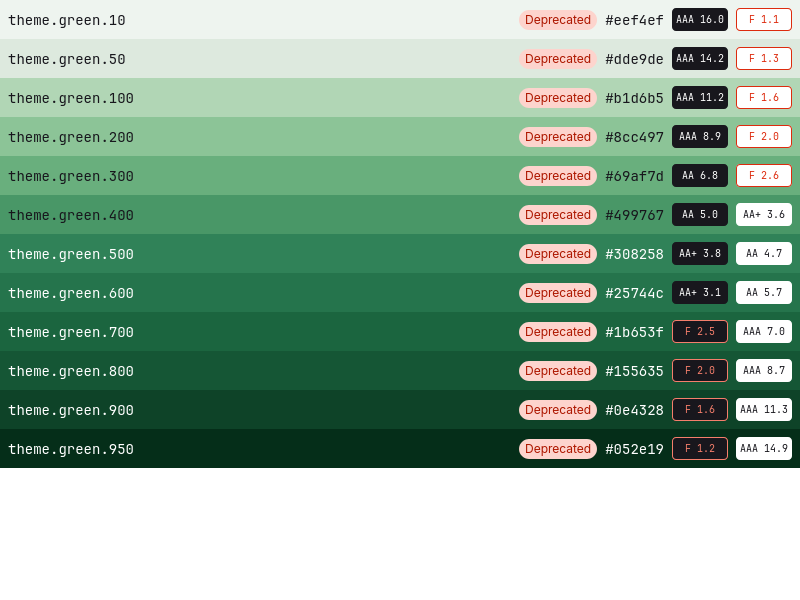 theme.green.10 Deprecated #eef4ef AAA 16.0 F 1.1
theme.green.50 Deprecated #dde9de AAA 14.2 F 1.3
theme.green.100 Deprecated #b1d6b5 AAA 11.2 F 1.6
theme.green.200 Deprecated #8cc497 AAA 8.9 F 2.0
theme.green.300 Deprecated #69af7d AA 6.8 F 2.6
theme.green.400 Deprecated #499767 AA 5.0 AA+ 3.6
theme.green.500 Deprecated #308258 AA+ 3.8 AA 4.7
theme.green.600 Deprecated #25744c AA+ 3.1 AA 5.7
theme.green.700 Deprecated #1b653f F 2.5 AAA 7.0
theme.green.800 Deprecated #155635 F 2.0 AAA 8.7
theme.green.900 Deprecated #0e4328 F 1.6 AAA 11.3
theme.green.950 Deprecated #052e19 F 1.2 AAA 14.9